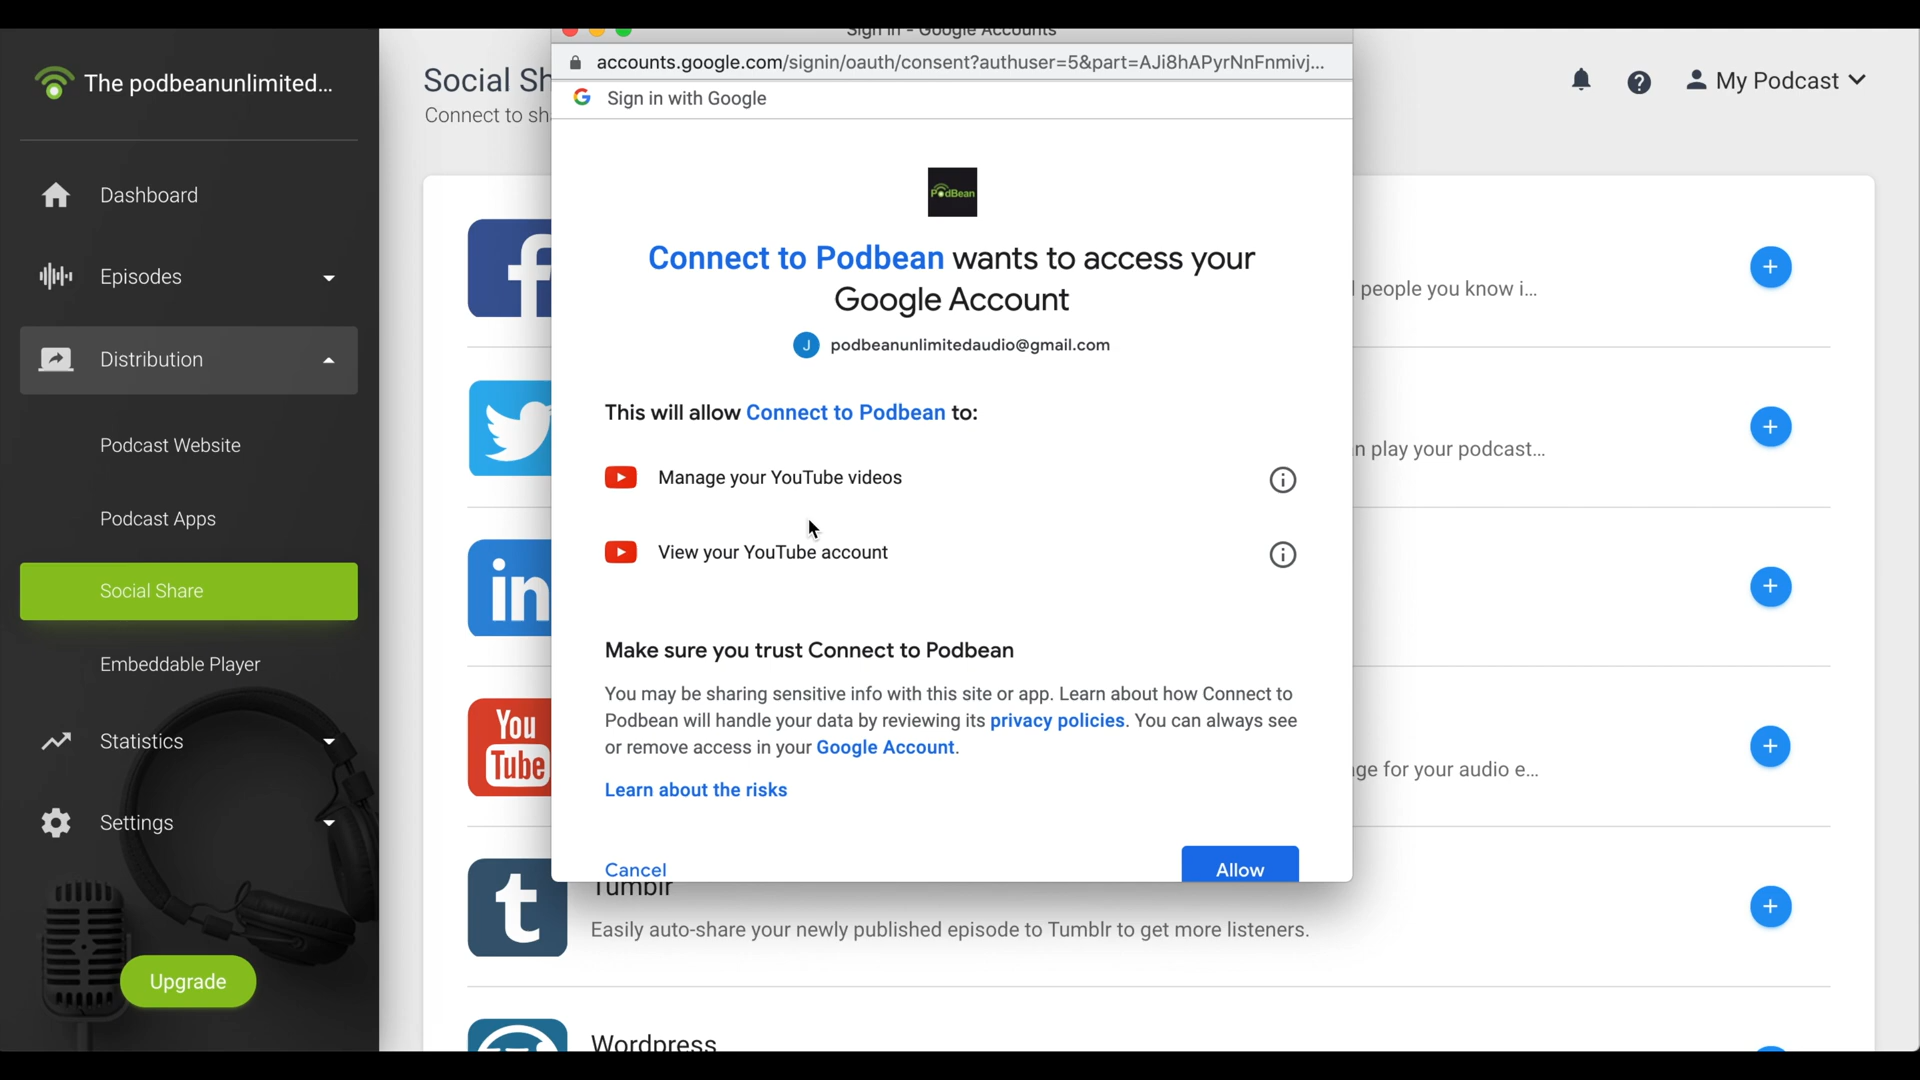 The podbeanunlimited...
Dashboard
Episodes
Distribution
Podcast Website
Podcast Apps
Social Share
Embeddable Player
Statistics
Settings
Upgrade
Social Sh
Connect to sh
My Podcast
Sign in - Google Accounts
accounts.google.com/signin/oauth/consent?authuser=5&part=AJi8hAPyrNnFnmivj...
Sign in with Google
PodBean
Connect to Podbean wants to access your
Google Account
J podbeanunlimitedaudio@gmail.com
This will allow Connect to Podbean to:
Manage your YouTube videos
View your YouTube account
Make sure you trust Connect to Podbean
You may be sharing sensitive info with this site or app. Learn about how Connect to
Podbean will handle your data by reviewing its privacy policies. You can always see
or remove access in your Google Account.
Learn about the risks
Cancel
Allow
people you know i...
n play your podcast...
in
You
Tube
ge for your audio e...
Tumblr
Easily auto-share your newly published episode to Tumblr to get more listeners.
Wordpress